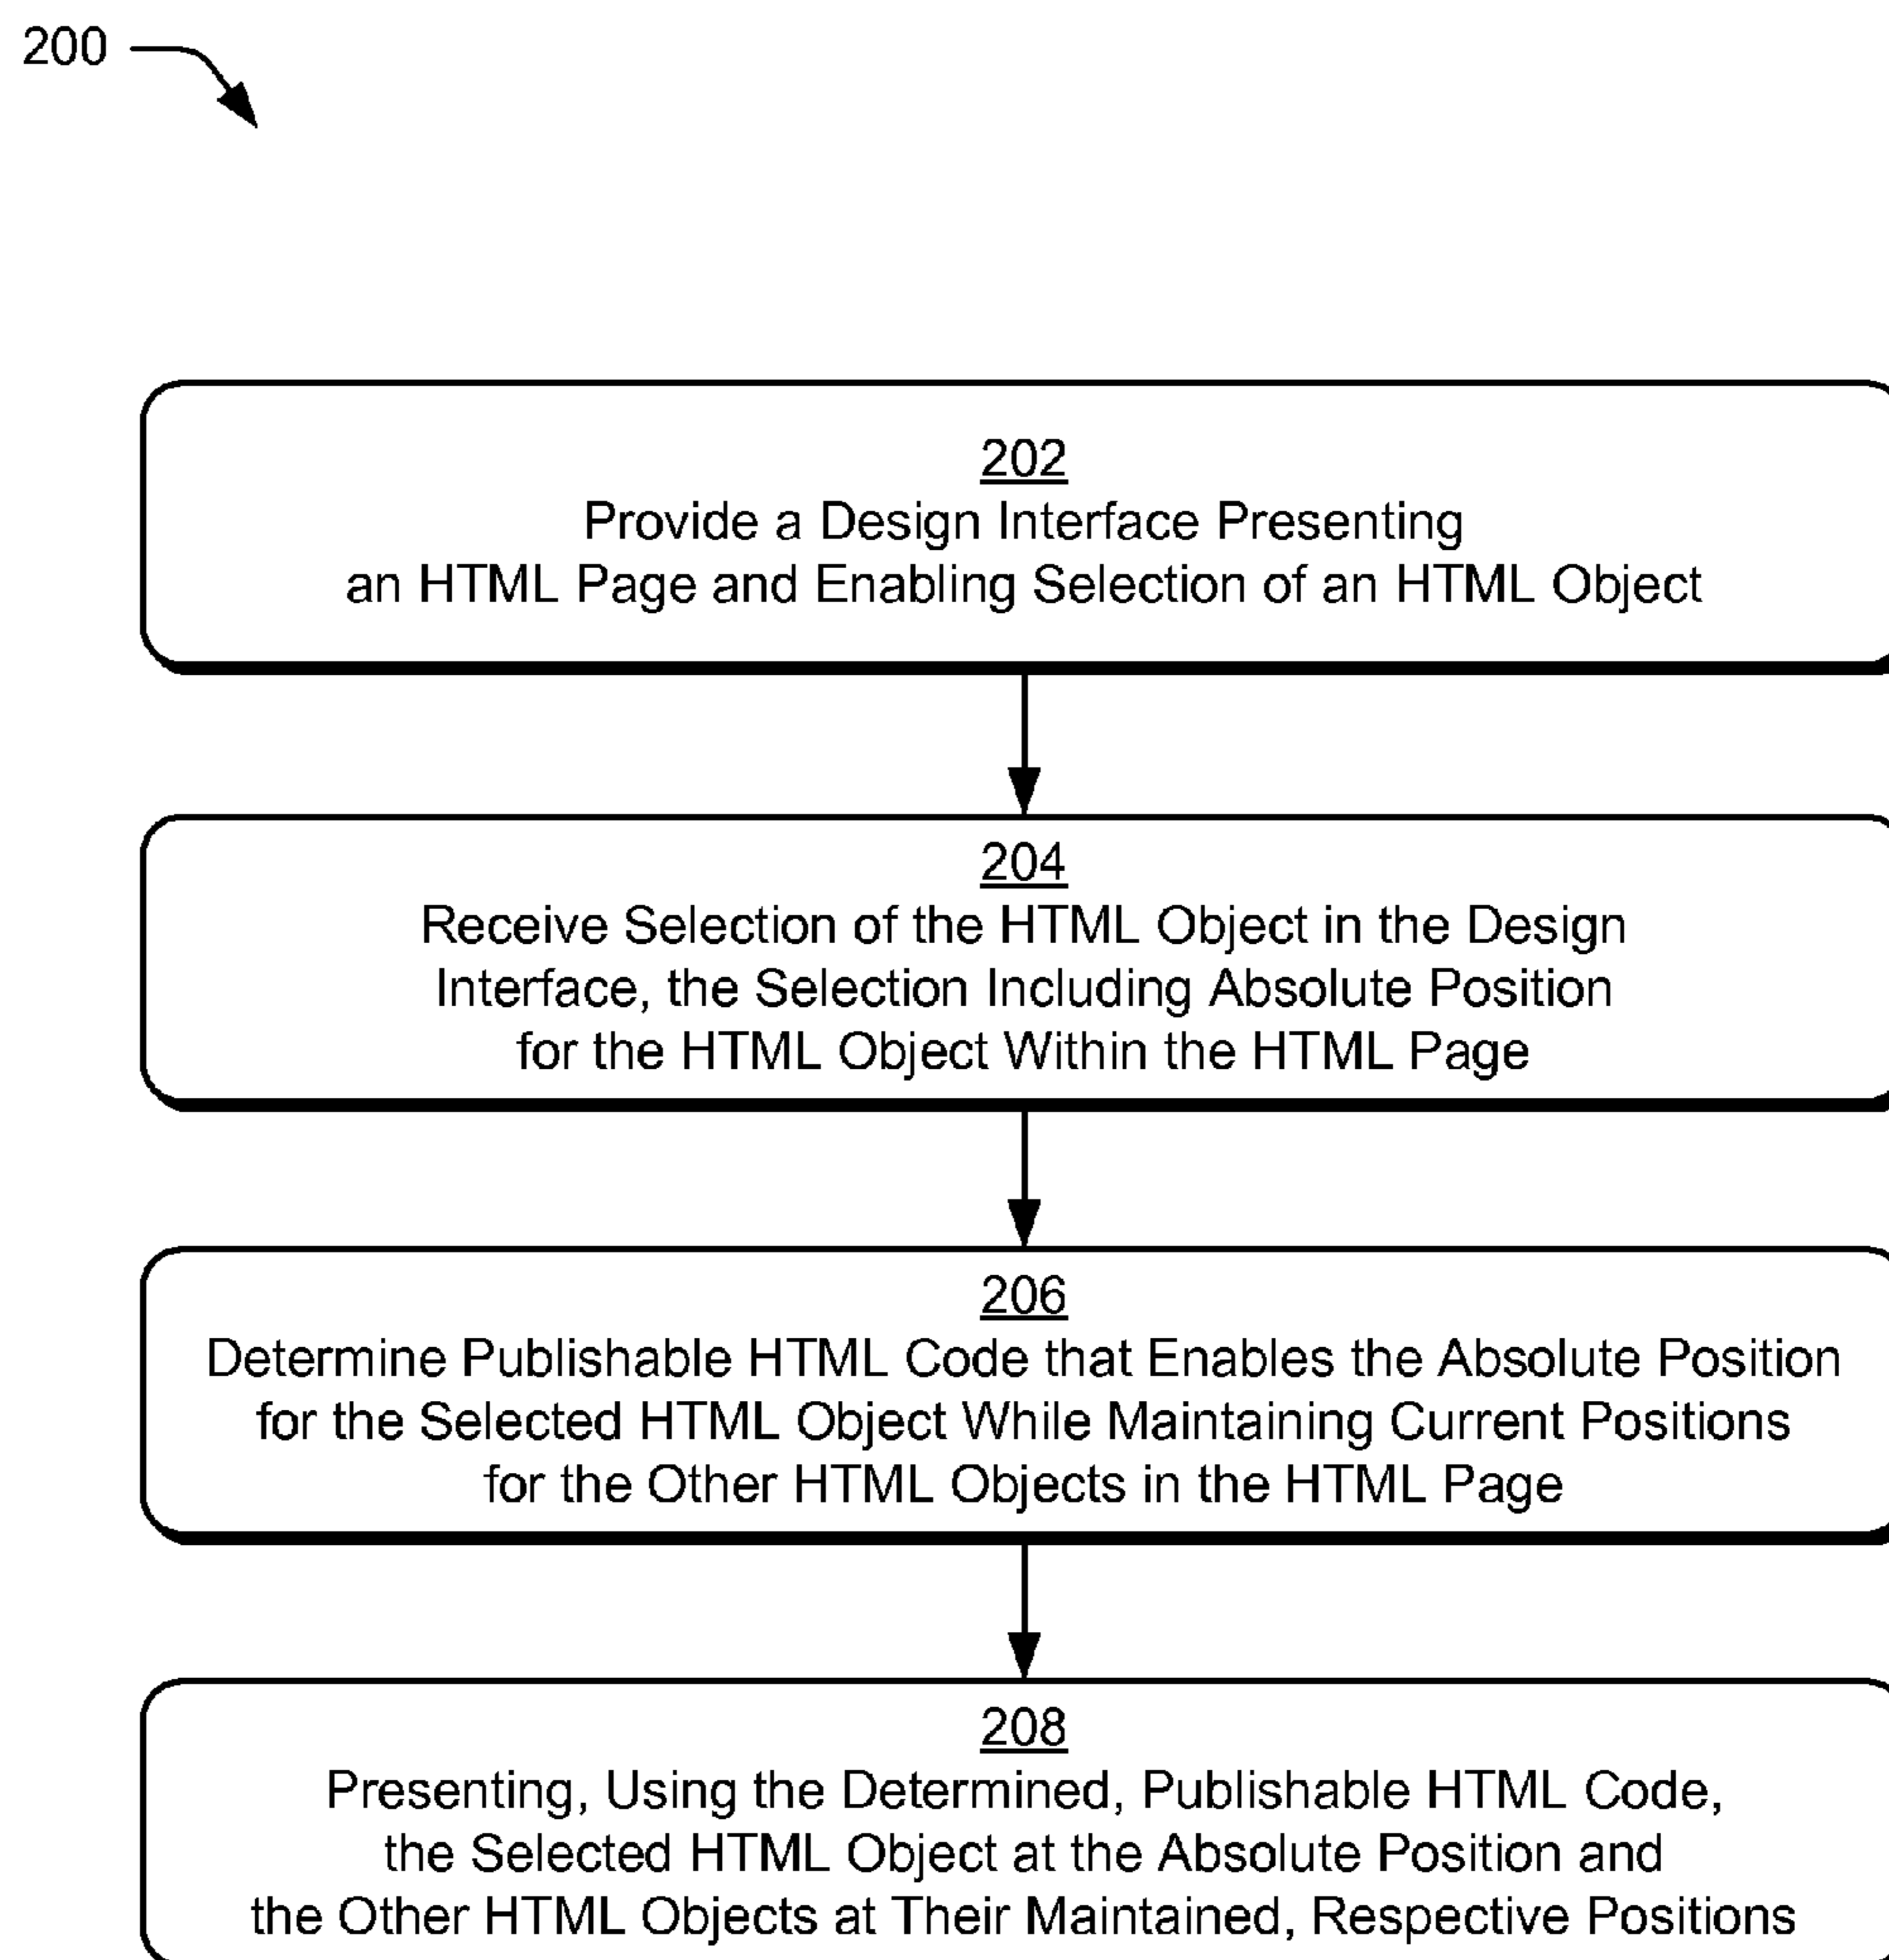 200
202
Provide a Design Interface Presenting
an HTML Page and Enabling Selection of an HTML Object
204
Receive Selection of the HTML Object in the Design
Interface, the Selection Including Absolute Position
for the HTML Object Within the HTML Page
206
Determine Publishable HTML Code that Enables the Absolute Position
for the Selected HTML Object While Maintaining Current Positions
for the Other HTML Objects in the HTML Page
208
Presenting, Using the Determined, Publishable HTML Code,
the Selected HTML Object at the Absolute Position and
the Other HTML Objects at Their Maintained, Respective Positions